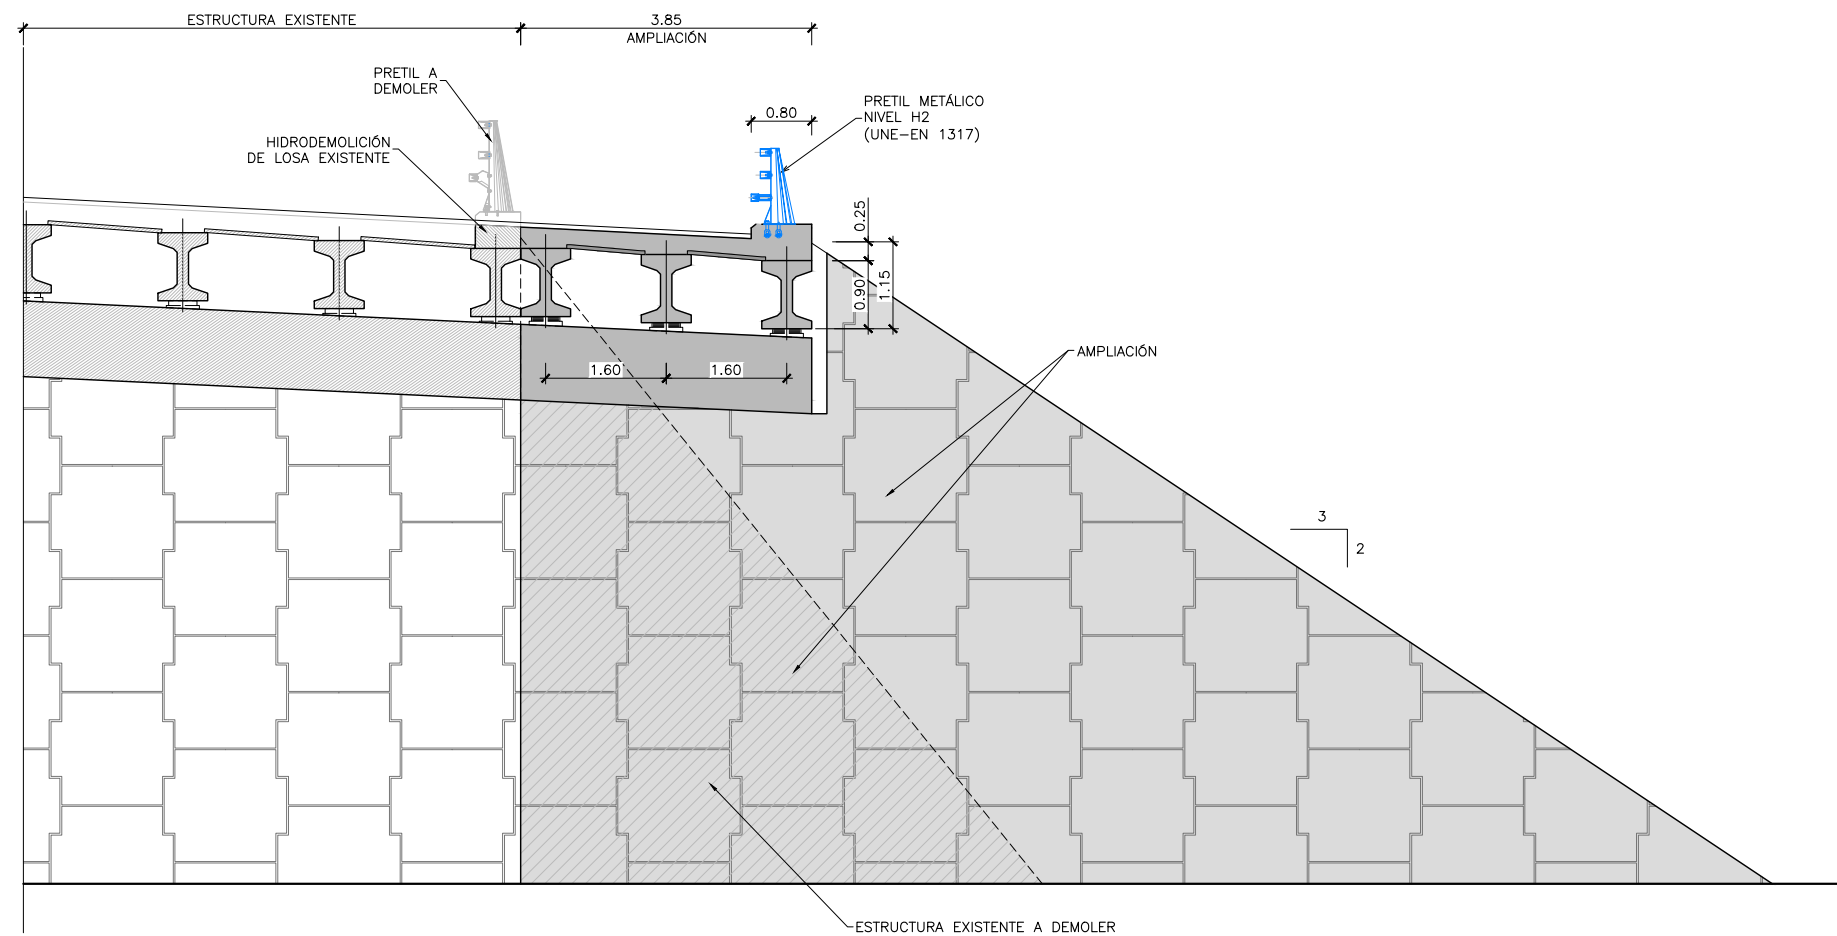 ESTRUCTURA EXISTENTE
3.85
AMPLIACIÓN
PRETIL A
DEMOLER
HIDRODEMOLICIÓN
DE LOSA EXISTENTE
0.80
PRETIL METÁLICO
NIVEL H2
(UNE-EN 1317)
0.25
0.90
1.15
1.60
1.60
AMPLIACIÓN
3
2
ESTRUCTURA EXISTENTE A DEMOLER